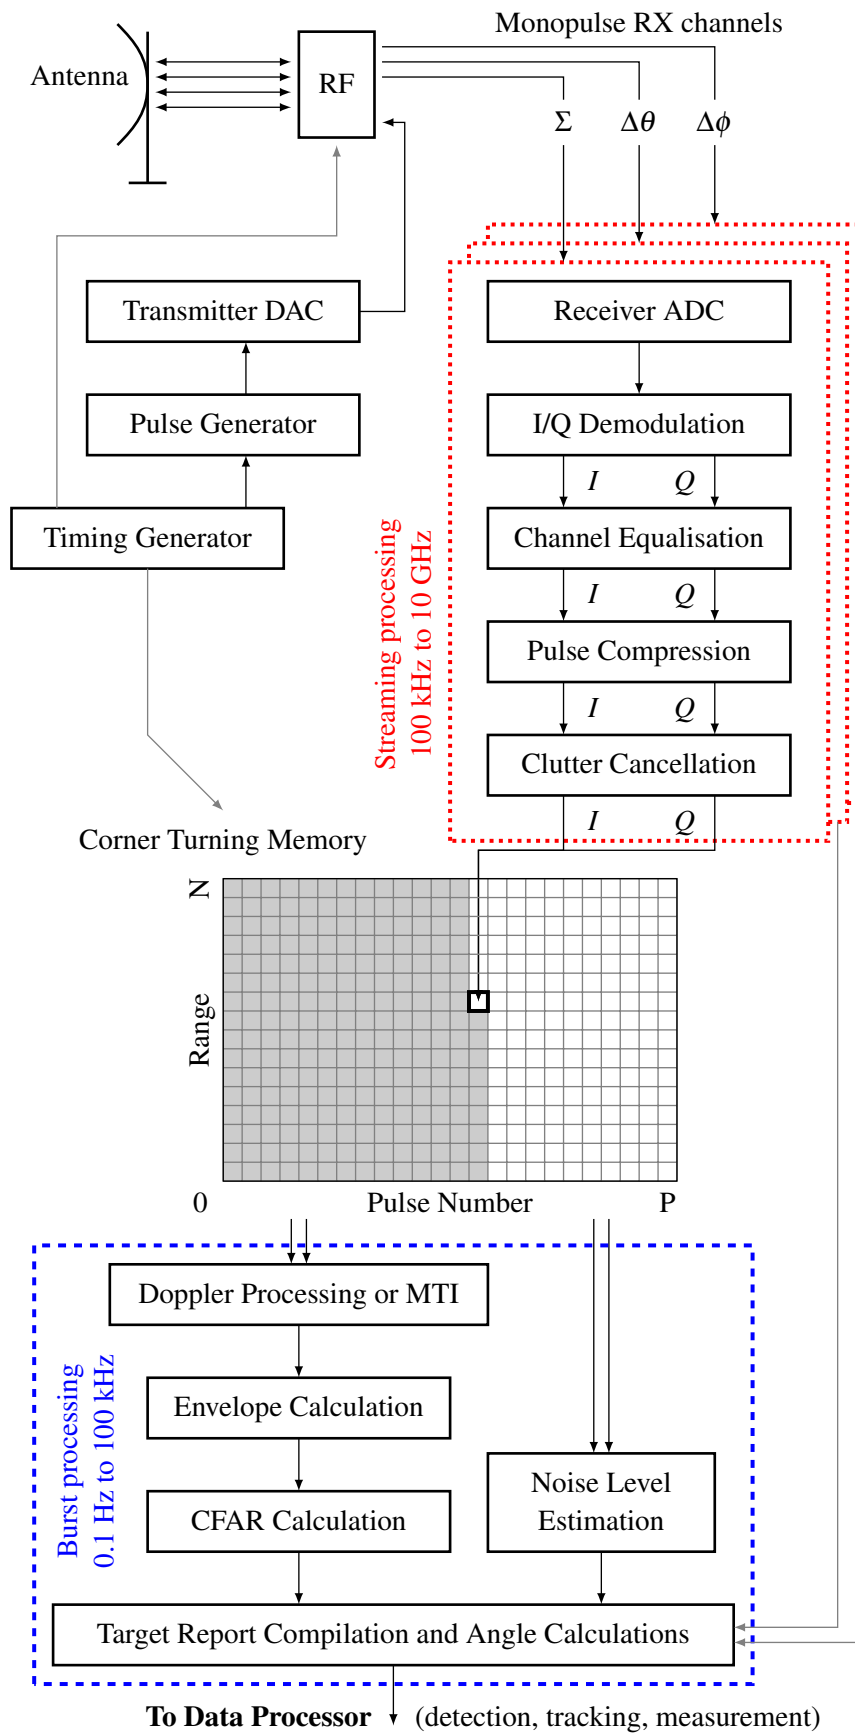 Monopulse RX channels
Antenna
RF
Σ Δθ Δϕ
Transmitter DAC
Receiver ADC
Pulse Generator
I/Q Demodulation
I Q
Timing Generator
Channel Equalisation
Streaming processing
100 kHz to 10 GHz
I Q
Pulse Compression
I Q
Clutter Cancellation
I Q
Corner Turning Memory
N
Range
0 Pulse Number P
Doppler Processing or MTI
Burst processing
0.1 Hz to 100 kHz
Envelope Calculation
CFAR Calculation
Noise Level
Estimation
Target Report Compilation and Angle Calculations
To Data Processor (detection, tracking, measurement)